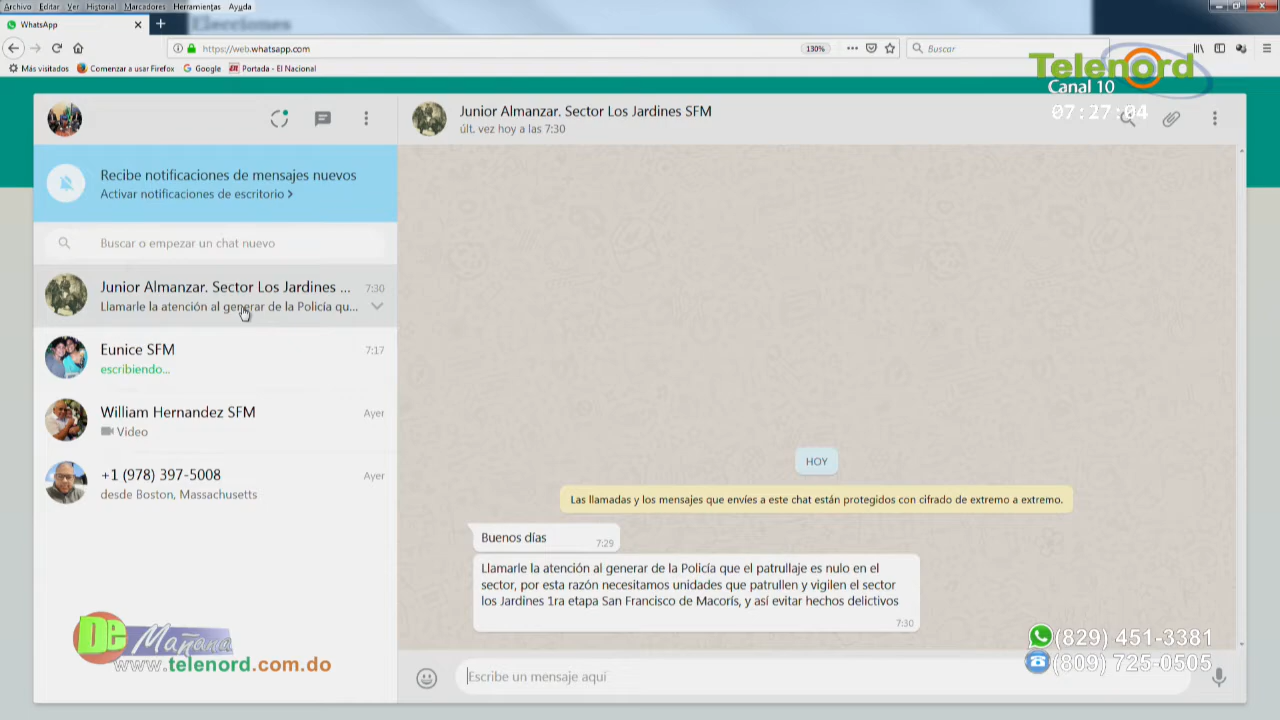 Archivo Editar Ver Historial Marcadores Herramientas Ayuda
WhatsApp
Elecciones
https://web.whatsapp.com
130%
Buscar
Más visitados
Comenzar a usar Firefox
Google
Portada - El Nacional
Telenord
Canal 10
07:27:04
Junior Almanzar. Sector Los Jardines SFM
últ. vez hoy a las 7:30
Recibe notificaciones de mensajes nuevos
Activar notificaciones de escritorio >
Buscar o empezar un chat nuevo
Junior Almanzar. Sector Los Jardines ...
7:30
Llamarle la atención al generar de la Policía qu...
Eunice SFM
7:17
escribiendo...
William Hernandez SFM
Ayer
Video
+1 (978) 397-5008
Ayer
desde Boston, Massachusetts
HOY
Las llamadas y los mensajes que envíes a este chat están protegidos con cifrado de extremo a extremo.
Buenos días
7:29
Llamarle la atención al generar de la Policía que el patrullaje es nulo en el
sector, por esta razón necesitamos unidades que patrullen y vigilen el sector
los Jardines 1ra etapa San Francisco de Macorís, y así evitar hechos delictivos
7:30
Escribe un mensaje aquí
De Mañana
www.telenord.com.do
(829) 451-3381
(809) 725-0505